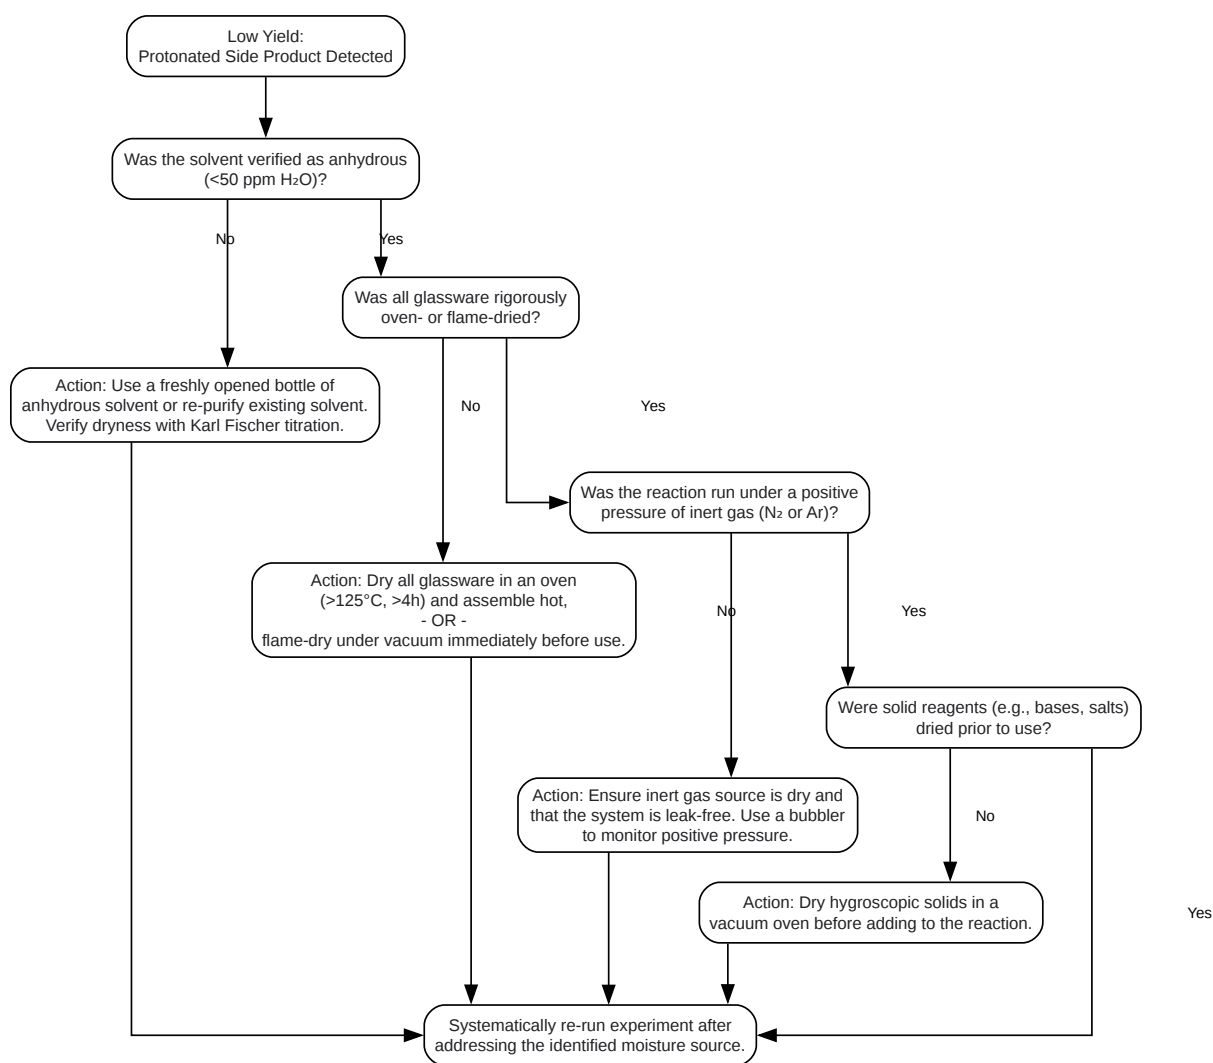 Low Yield:
Protonated Side Product Detected
Was the solvent verified as anhydrous
(<50 ppm H₂O)?
No
Yes
Was all glassware rigorously
oven- or flame-dried?
Action: Use a freshly opened bottle of
anhydrous solvent or re-purify existing solvent.
Verify dryness with Karl Fischer titration.
No
Yes
Was the reaction run under a positive
pressure of inert gas (N₂ or Ar)?
Action: Dry all glassware in an oven
(>125°C, >4h) and assemble hot,
- OR -
flame-dry under vacuum immediately before use.
No
Yes
Were solid reagents (e.g., bases, salts)
dried prior to use?
Action: Ensure inert gas source is dry and
that the system is leak-free. Use a bubbler
to monitor positive pressure.
No
Action: Dry hygroscopic solids in a
vacuum oven before adding to the reaction.
Yes
Systematically re-run experiment after
addressing the identified moisture source.